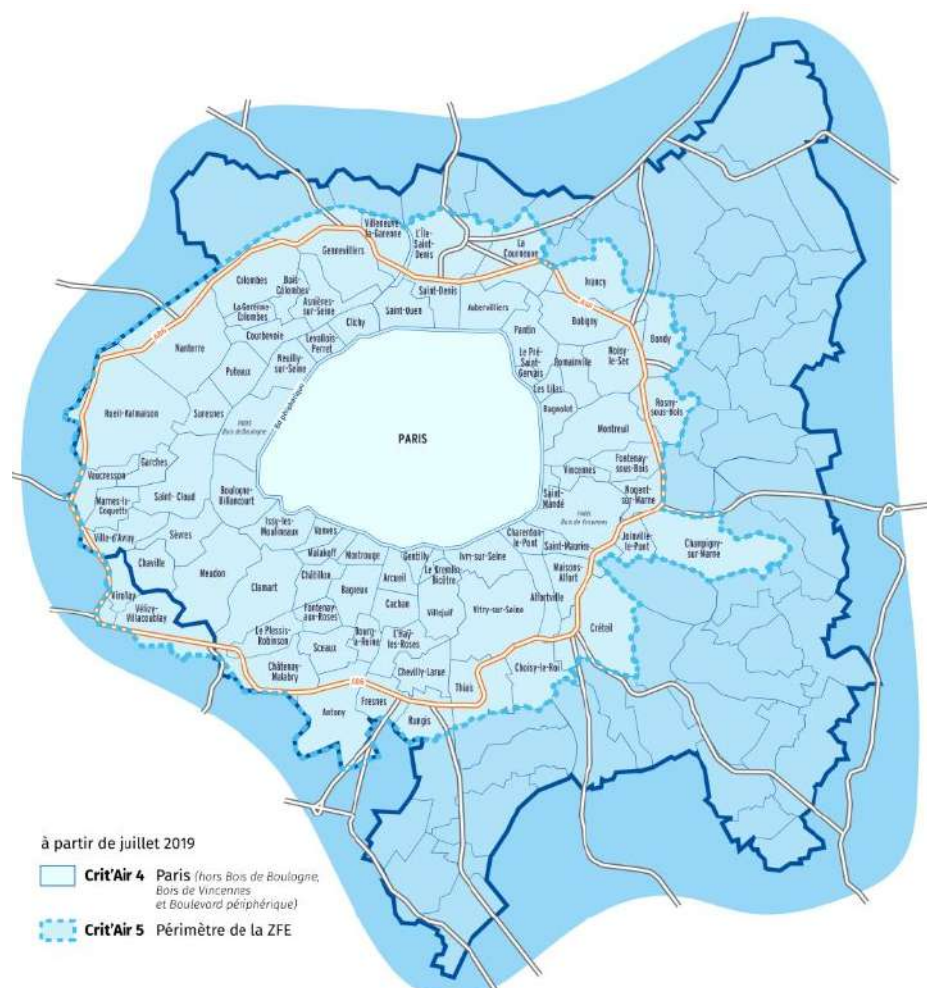 Villeneuve
la-Garenne
L'Île-
Saint-
Denis
La
Courneuve
Gennevilliers
Drancy
Colombes
Bois-
Colombes
Saint-Denis
Asnières-
sur-Seine
Aubervilliers
La Garenne
Colombes
Saint-Ouen
Bobigny
A86
A86
Clichy
Courbevoie
Levallois-
Perret
Pantin
Bondy
Nanterre
Neuilly-
sur-Seine
Le Pré-
Saint-
Gervais
Romainville
Noisy-
le-Sec
Puteaux
Les Lilas
Bd périphérique
Rosny-
sous-Bois
Rueil-Malmaison
Suresnes
Bagnolet
PARIS
Bois de Boulogne
Montreuil
PARIS
Garches
Vaucresson
Fontenay-
sous-Bois
Vincennes
Marnes-la-
Coquette
Saint-Cloud
Boulogne-
Billancourt
Saint-
Mandé
Nogent-
sur-Marne
PARIS
Bois de Vincennes
Ville-d'Avray
Sèvres
Issy-les-
Moulineaux
Vanves
Charenton-
le-Pont
Saint-Maurice
Joinville-
le-Pont
Champigny-
sur-Marne
Chaville
Malakoff
Montrouge
Gentilly
Ivry-sur-Seine
Meudon
Clamart
Châtillon
Arcueil
Le Kremlin
Bicêtre
Maisons-
Alfort
Viroflay
Bagneux
Cachan
Alfortville
Vélizy-
Villacoublay
Fontenay
aux-Roses
Villejuif
Vitry-sur-Seine
Créteil
Le Plessis-
Robinson
Sceaux
Bourg-
la-Reine
L'Haÿ
les-Roses
Châtenay-
Malabry
Chevilly-Larue
Choisy-le-Roi
A86
Thiais
Antony
Fresnes
Rungis
à partir de juillet 2019
Crit'Air 4 Paris (hors Bois de Boulogne,
Bois de Vincennes
et Boulevard périphérique)
Crit'Air 5 Périmètre de la ZFE